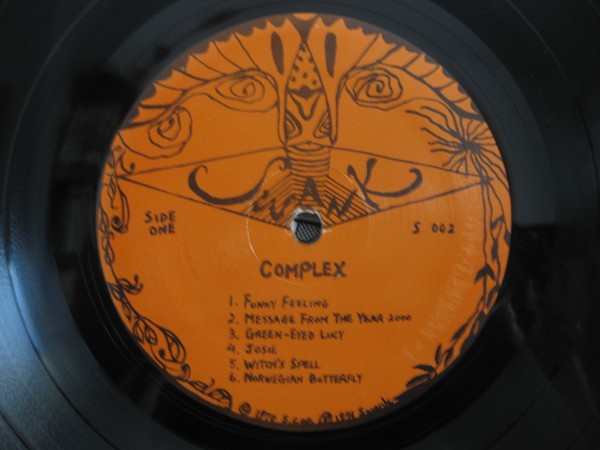 SWANK
SIDE
ONE
S 002
COMPLEX
1. FUNNY FEELING
2. MESSAGE FROM THE YEAR 2000
3. GREEN-EYED LUCY
4. JOSIE
5. WITCH'S SPELL
6. NORWEGIAN BUTTERFLY
© ℗ Swank